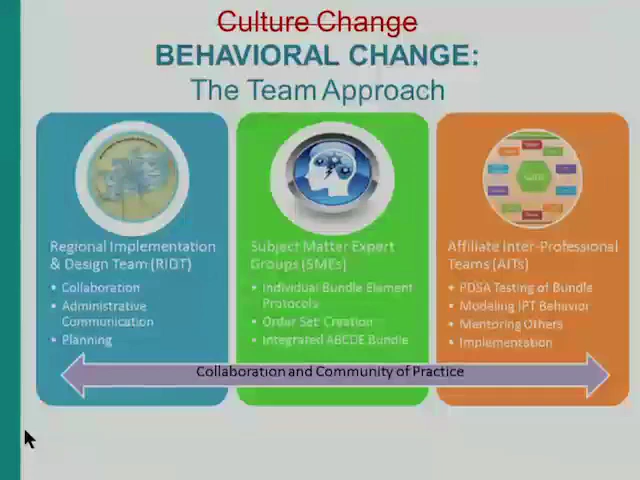 Culture Change
BEHAVIORAL CHANGE:
The Team Approach
Regional Implementation
& Design Team (RIDT)
• Collaboration
• Administrative
Communication
• Planning
Subject Matter Expert
Groups (SMEs)
• Individual Bundle Element
Protocols
• Order Set Creation
• Integrated ABCDE Bundle
Affiliate Inter-Professional
Teams (AITs)
• PDSA Testing of Bundle
• Modeling IPT Behavior
• Mentoring Others
• Implementation
Collaboration and Community of Practice